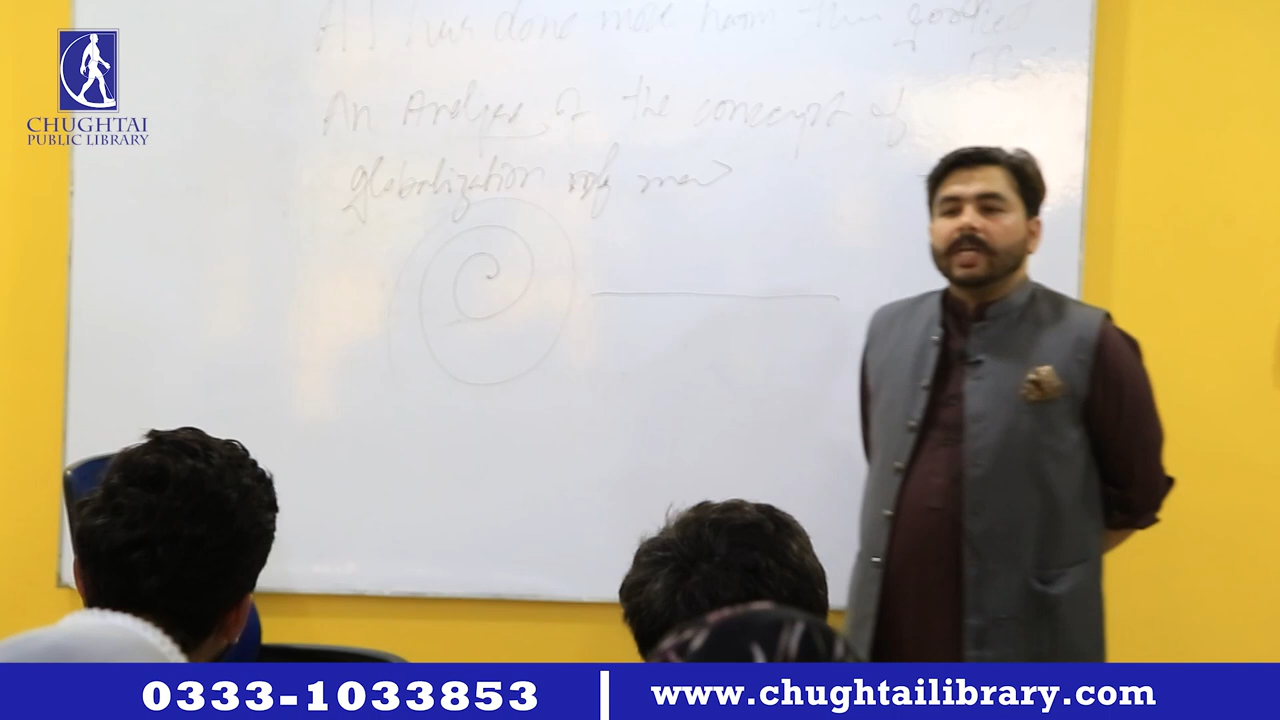 CHUGHTAI
PUBLIC LIBRARY
AI has done more harm than good
An Analyses of the concept of
globalization
0333-1033853
www.chughtailibrary.com